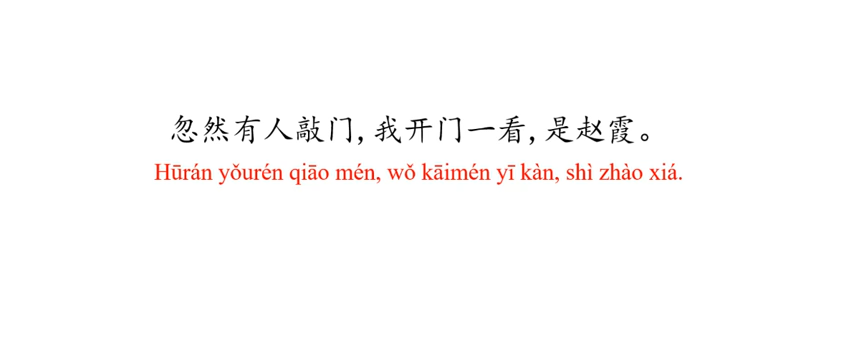 忽然有人敲门,我开门一看,是赵霞。
Hūrán yǒurén qiāo mén, wǒ kāimén yī kàn, shì zhào xiá.